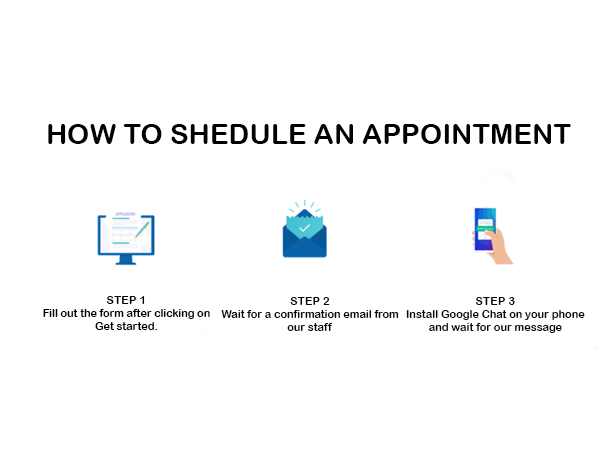 HOW TO SHEDULE AN APPOINTMENT
STEP 1
Fill out the form after clicking on
Get started.
STEP 2
Wait for a confirmation email from
our staff
STEP 3
Install Google Chat on your phone
and wait for our message